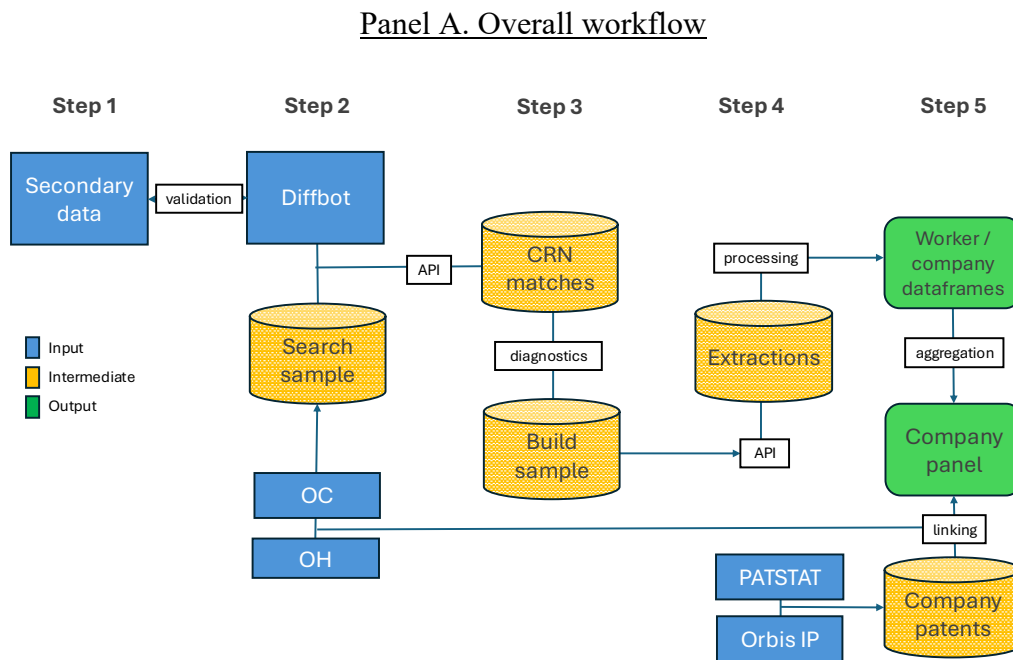 Panel A. Overall workflow
Step 1
Step 2
Step 3
Step 4
Step 5
Secondary
data
validation
Diffbot
API
CRN
matches
processing
Worker /
company
dataframes
Search
sample
diagnostics
Extractions
aggregation
Input
Intermediate
Output
Build
sample
API
Company
panel
OC
OH
linking
PATSTAT
Orbis IP
Company
patents